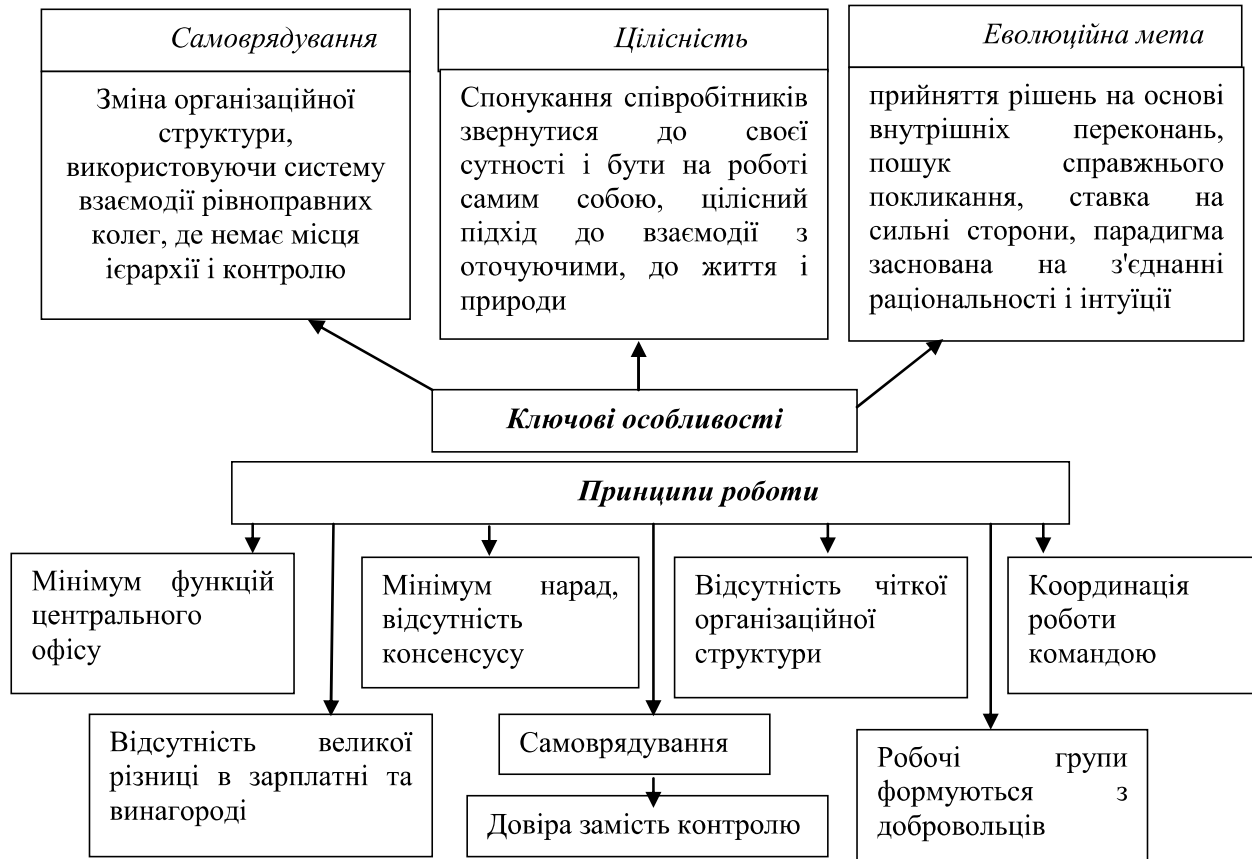 Самоврядування
Зміна організаційної
структури,
використовуючи систему
взаємодії рівноправних
колег, де немає місця
ієрархії і контролю
Цілісність
Спонукання співробітників
звернутися до своєї
сутності і бути на роботі
самим собою, цілісний
підхід до взаємодії з
оточуючими, до життя і
природи
Еволюційна мета
прийняття рішень на основі
внутрішніх переконань,
пошук справжнього
покликання, ставка на
сильні сторони, парадигма
заснована на з'єднанні
раціональності і інтуїції
Ключові особливості
Принципи роботи
Мінімум функцій
центрального
офісу
Мінімум нарад,
відсутність
консенсусу
Відсутність чіткої
організаційної
структури
Координація
роботи
командою
Відсутність великої
різниці в зарплатні та
винагороді
Самоврядування
Довіра замість контролю
Робочі групи
формуються з
добровольців